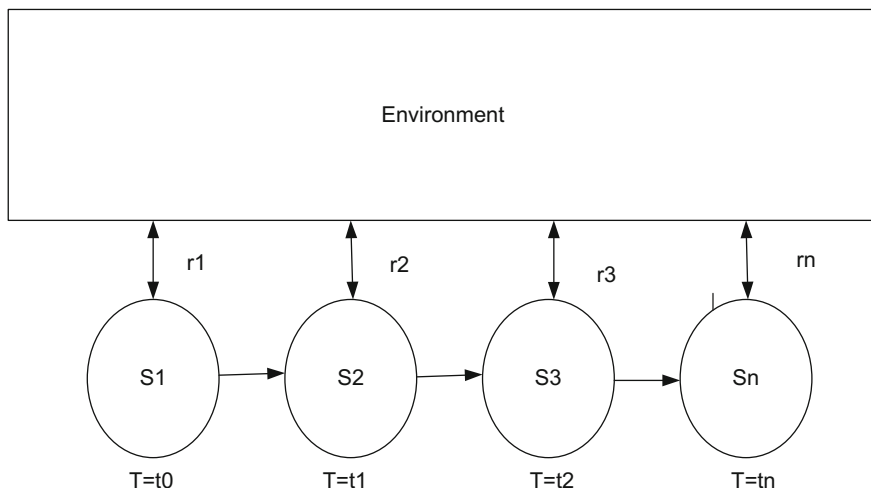 Environment
r1
r2
r3
rn
S1
S2
S3
Sn
T=t0
T=t1
T=t2
T=tn